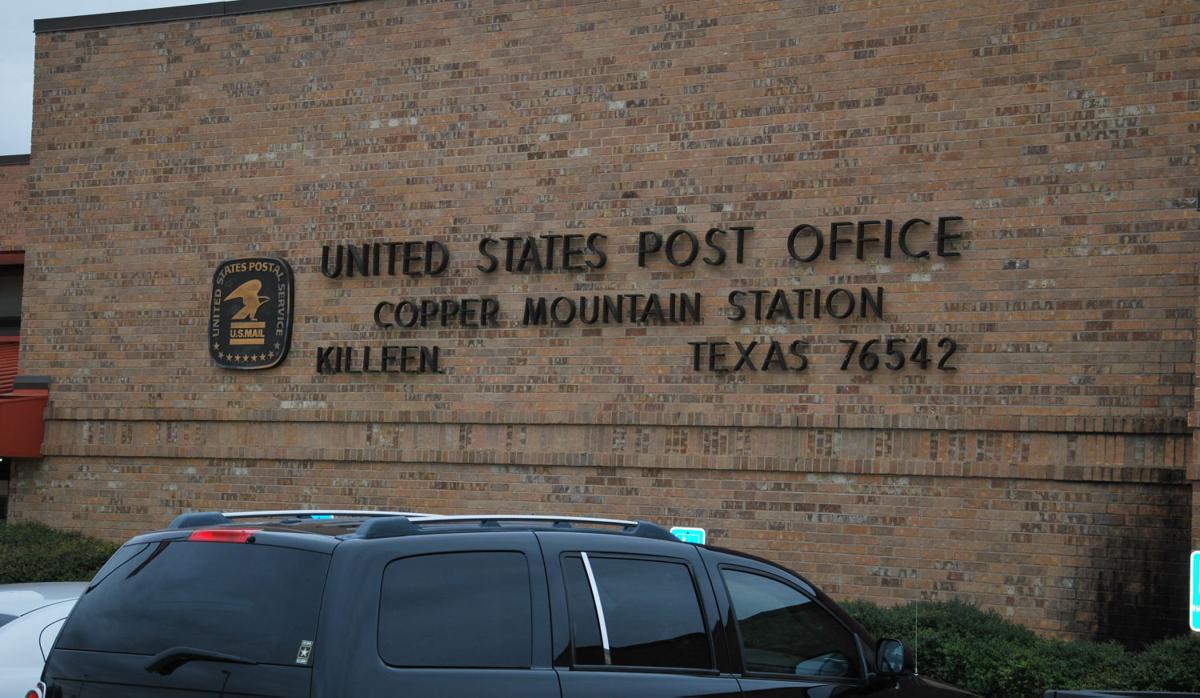 UNITED STATES POST OFFICE
COPPER MOUNTAIN STATION
KILLEEN. TEXAS 76542
UNITED STATES POSTAL SERVICE
U.S.MAIL